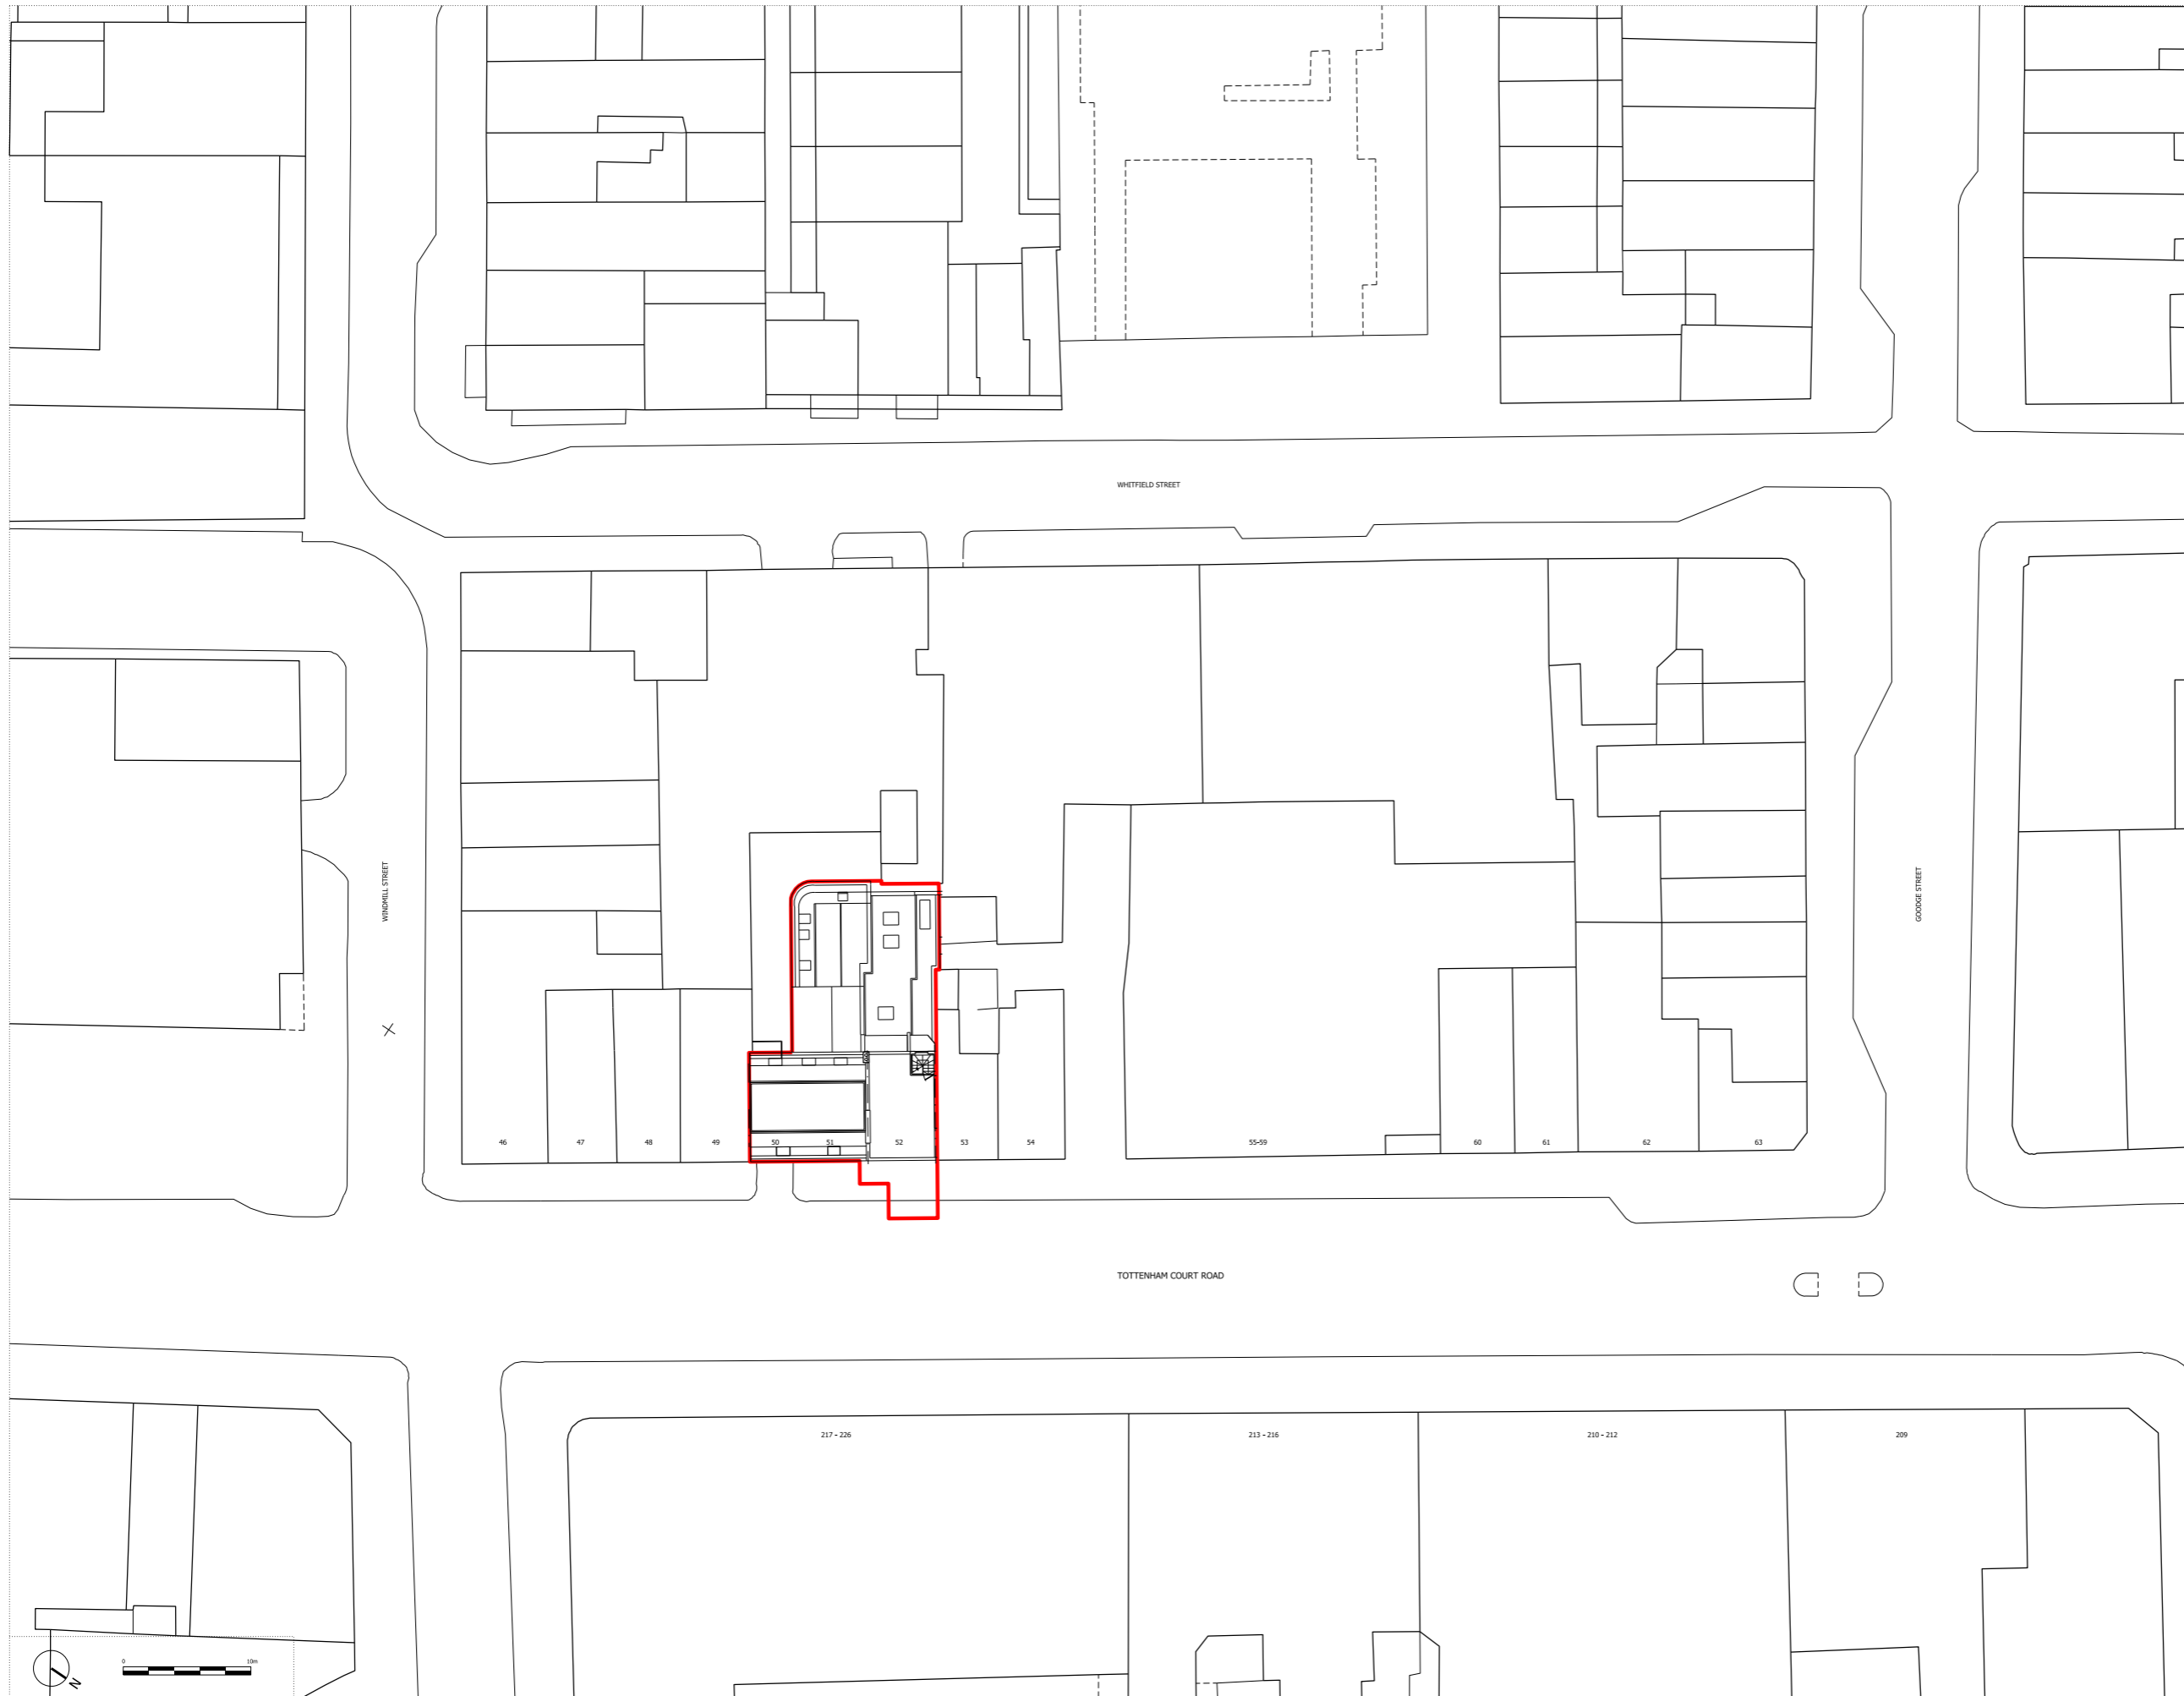 WHITFIELD STREET
WINDMILL STREET
GOODGE STREET
46
47
48
49
50
51
52
53
54
55-59
60
61
62
63
TOTTENHAM COURT ROAD
217 - 226
213 - 216
210 - 212
209
0
10m
N